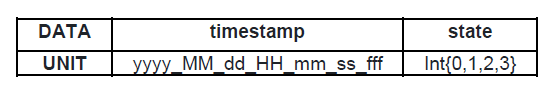 DATA timestamp state
UNIT yyyy_MM_dd_HH_mm_ss_fff Int{0,1,2,3}